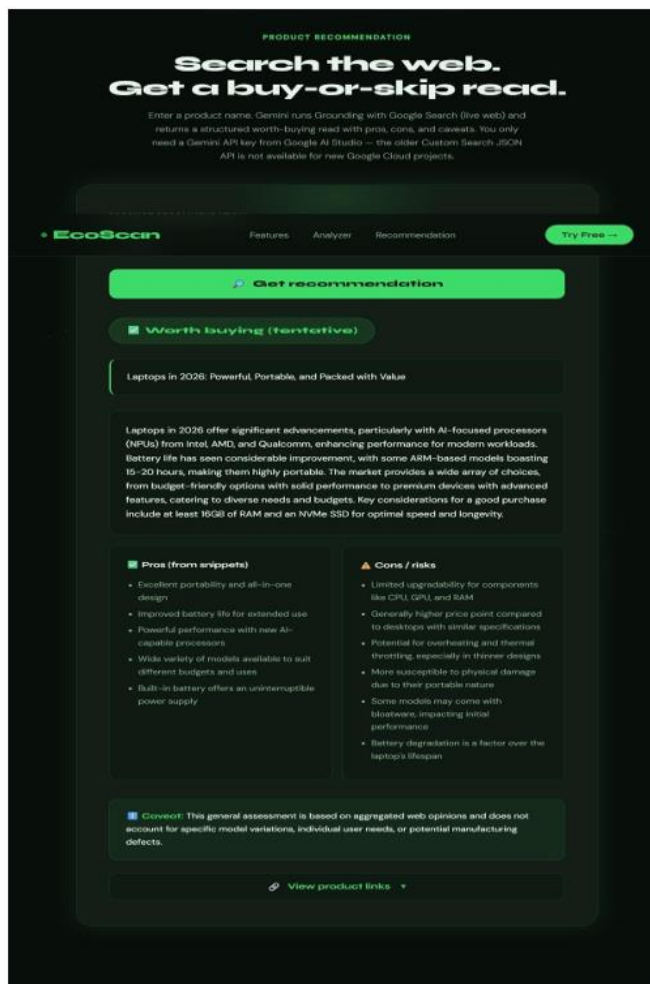 PRODUCT RECOMMENDATION
Search the web.
Get a buy-or-skip read.
Enter a product name. Gemini runs Grounding with Google Search (live web) and
returns a structured worth-buying read with pros, cons, and caveats. You only
need a Gemini API key from Google AI Studio — the older Custom Search JSON
API is not available for new Google Cloud projects.
EcoScan
Features
Analyzer
Recommendation
Try Free →
Get recommendation
Worth buying (tentative)
Laptops in 2026: Powerful, Portable, and Packed with Value
Laptops in 2026 offer significant advancements, particularly with AI-focused processors
(NPUs) from Intel, AMD, and Qualcomm, enhancing performance for modern workloads.
Battery life has seen considerable improvement, with some ARM-based models boasting
15-20 hours, making them highly portable. The market provides a wide array of choices,
from budget-friendly options with solid performance to premium devices with advanced
features, catering to diverse needs and budgets. Key considerations for a good purchase
include at least 16GB of RAM and an NVMe SSD for optimal speed and longevity.
Pros (from snippets)
• Excellent portability and all-in-one
design
• Improved battery life for extended use
• Powerful performance with new AI-
capable processors
• Wide variety of models available to suit
different budgets and uses
• Built-in battery offers an uninterruptible
power supply
Cons / risks
• Limited upgradability for components
like CPU, GPU, and RAM
• Generally higher price point compared
to desktops with similar specifications
• Potential for overheating and thermal
throttling, especially in thinner designs
• More susceptible to physical damage
due to their portable nature
• Some models may come with
bloatware, impacting initial
performance
• Battery degradation is a factor over the
laptop's lifespan
Caveat: This general assessment is based on aggregated web opinions and does not
account for specific model variations, individual user needs, or potential manufacturing
defects.
View product links ▼